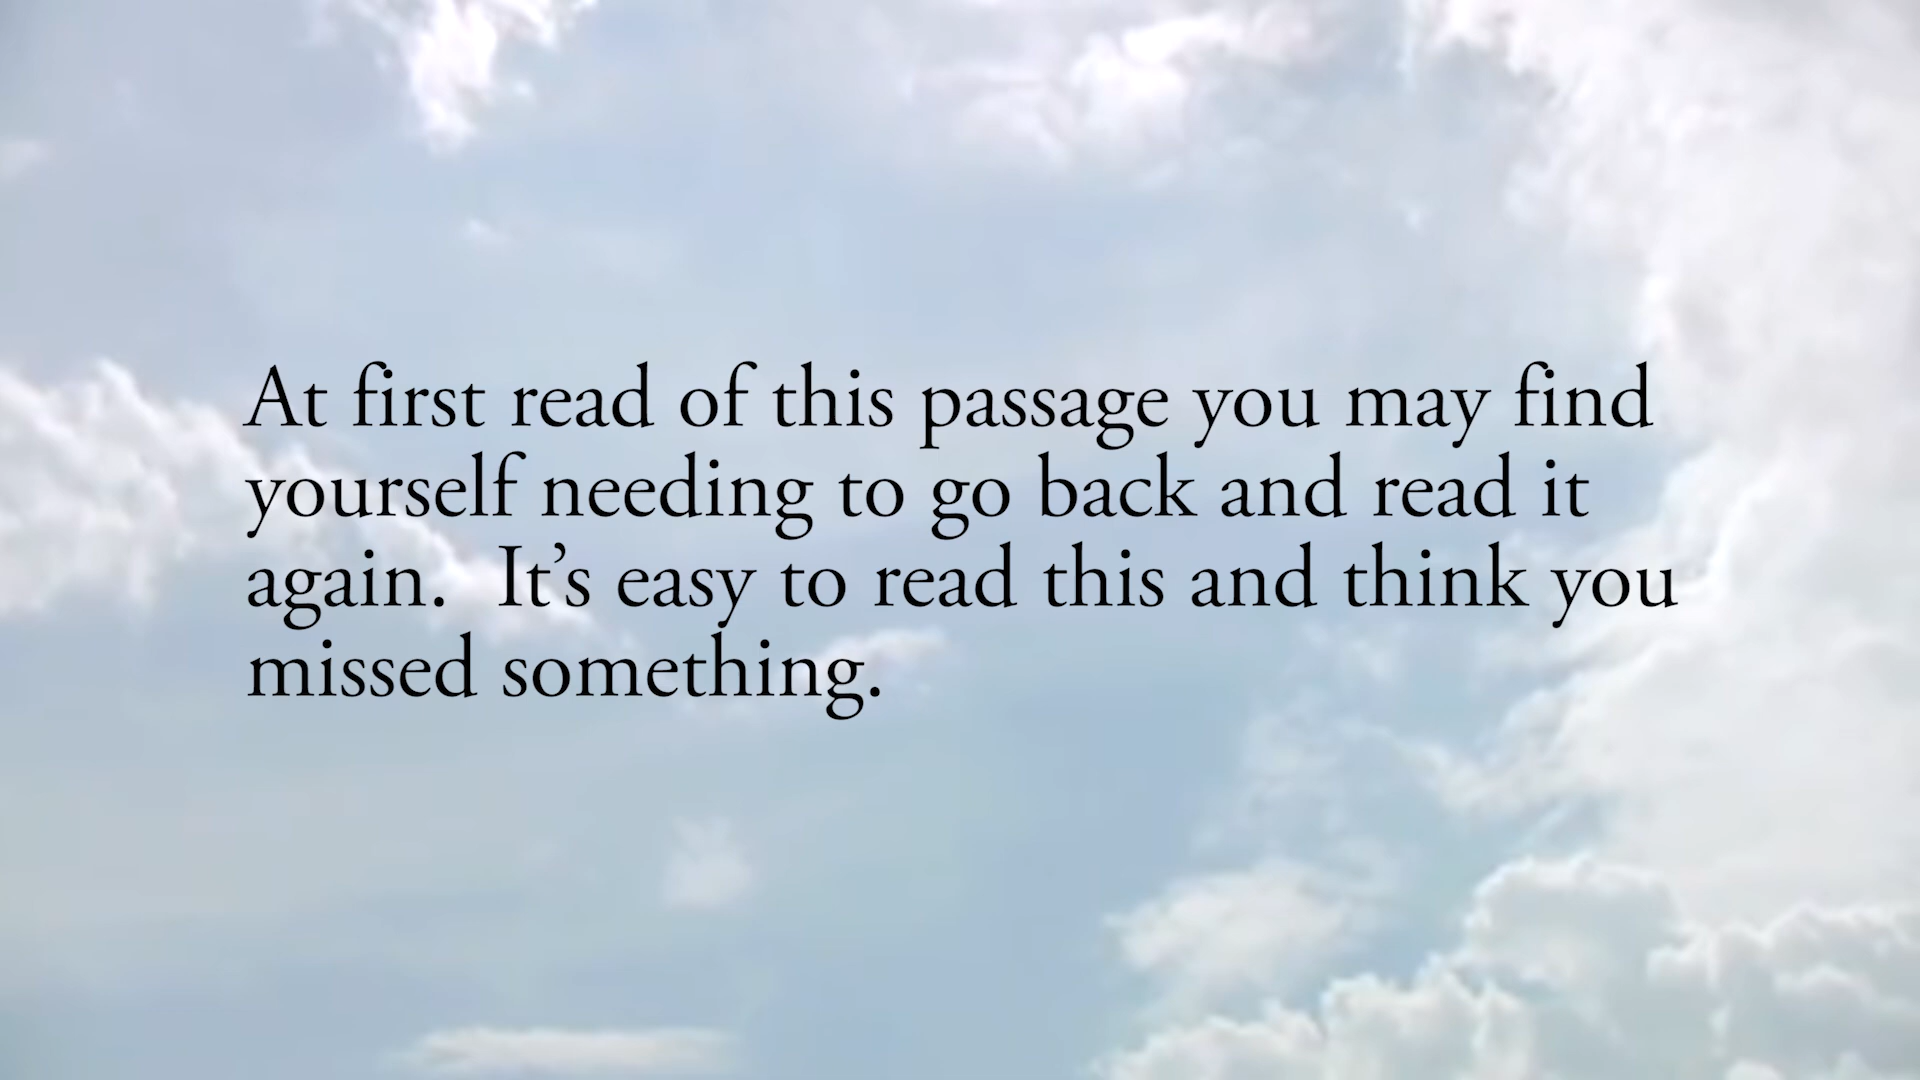 At first read of this passage you may find
yourself needing to go back and read it
again.  It’s easy to read this and think you
missed something.